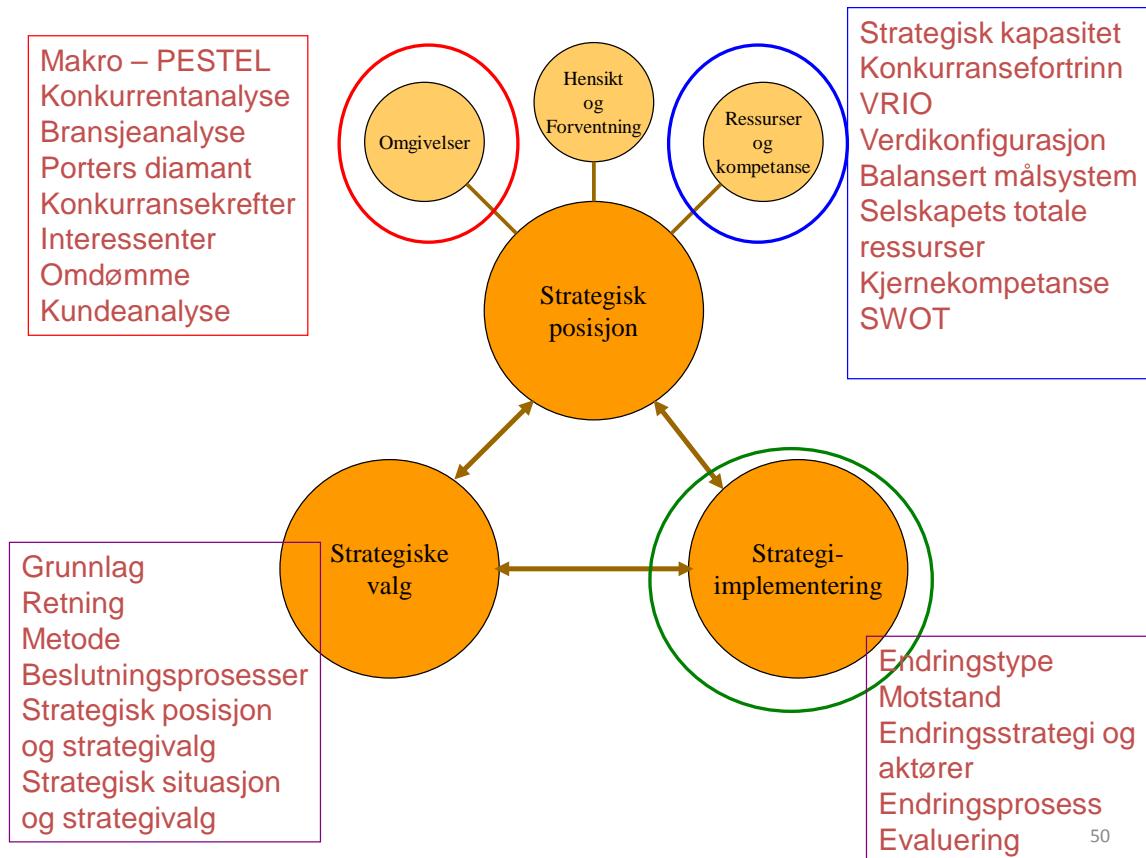 Makro – PESTEL
Konkurrentanalyse
Bransjeanalyse
Porters diamant
Konkurransekrefter
Interessenter
Omdømme
Kundeanalyse
Omgivelser
Hensikt
og
Forventning
Ressurser
og
kompetanse
Strategisk kapasitet
Konkurransefortrinn
VRIO
Verdikonfigurasjon
Balansert målsystem
Selskapets totale
ressurser
Kjernekompetanse
SWOT
Strategisk
posisjon
Strategiske
valg
Strategi-
implementering
Grunnlag
Retning
Metode
Beslutningsprosesser
Strategisk posisjon
og strategivalg
Strategisk situasjon
og strategivalg
Endringstype
Motstand
Endringsstrategi og
aktører
Endringsprosess
Evaluering
50